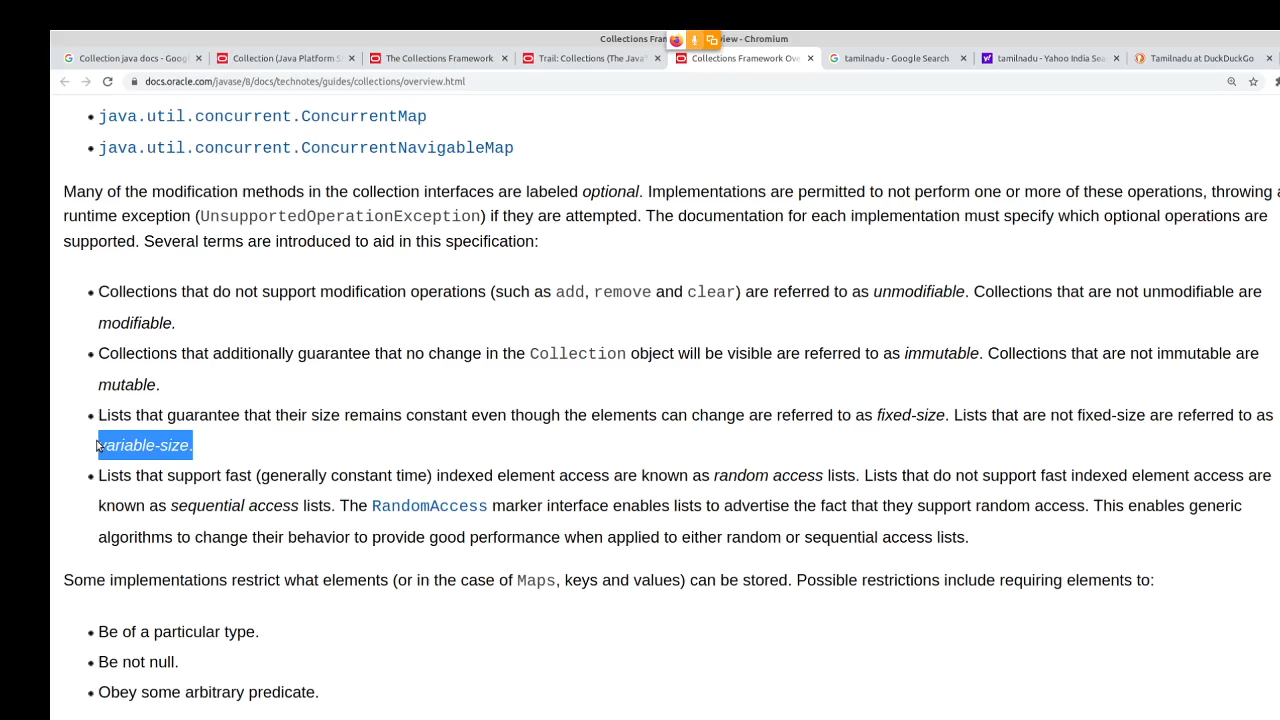 Collections Fran view - Chromium
Collection java docs - Goog
Collection (Java Platform S
The Collections Framework
Trail: Collections (The Java™
Collections Framework Ove
tamilnadu - Google Search
tamilnadu - Yahoo India Sea
Tamilnadu at DuckDuckGo
docs.oracle.com/javase/8/docs/technotes/guides/collections/overview.html
• java.util.concurrent.ConcurrentMap
• java.util.concurrent.ConcurrentNavigableMap
Many of the modification methods in the collection interfaces are labeled optional. Implementations are permitted to not perform one or more of these operations, throwing a
runtime exception (UnsupportedOperationException) if they are attempted. The documentation for each implementation must specify which optional operations are
supported. Several terms are introduced to aid in this specification:
• Collections that do not support modification operations (such as add, remove and clear) are referred to as unmodifiable. Collections that are not unmodifiable are
modifiable.
• Collections that additionally guarantee that no change in the Collection object will be visible are referred to as immutable. Collections that are not immutable are
mutable.
• Lists that guarantee that their size remains constant even though the elements can change are referred to as fixed-size. Lists that are not fixed-size are referred to as
variable-size.
• Lists that support fast (generally constant time) indexed element access are known as random access lists. Lists that do not support fast indexed element access are
known as sequential access lists. The RandomAccess marker interface enables lists to advertise the fact that they support random access. This enables generic
algorithms to change their behavior to provide good performance when applied to either random or sequential access lists.
Some implementations restrict what elements (or in the case of Maps, keys and values) can be stored. Possible restrictions include requiring elements to:
• Be of a particular type.
• Be not null.
• Obey some arbitrary predicate.